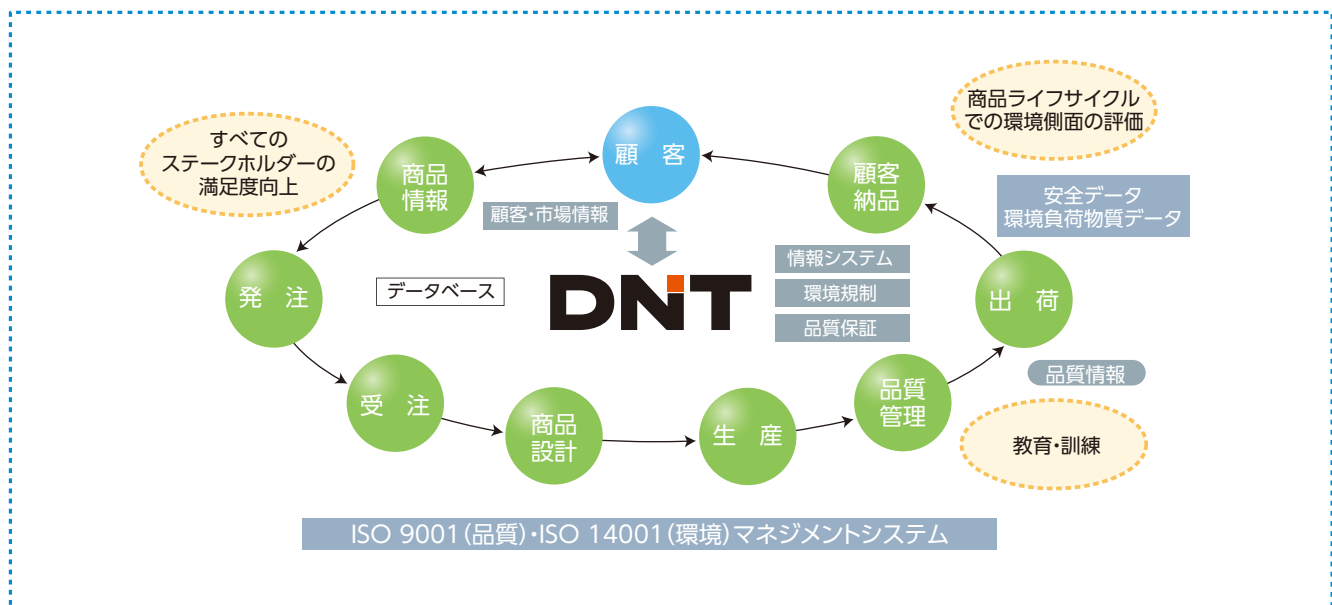 商品ライフサイクル
での環境側面の評価
すべての
ステークホルダーの
満足度向上
顧 客
商品
情報
顧客
納品
安全データ
環境負荷物質データ
顧客・市場情報
情報システム
データベース
DNT
環境規制
品質保証
発 注
出 荷
品質情報
受 注
品質
管理
商品
設計
生 産
教育・訓練
ISO 9001(品質)・ISO 14001(環境)マネジメントシステム